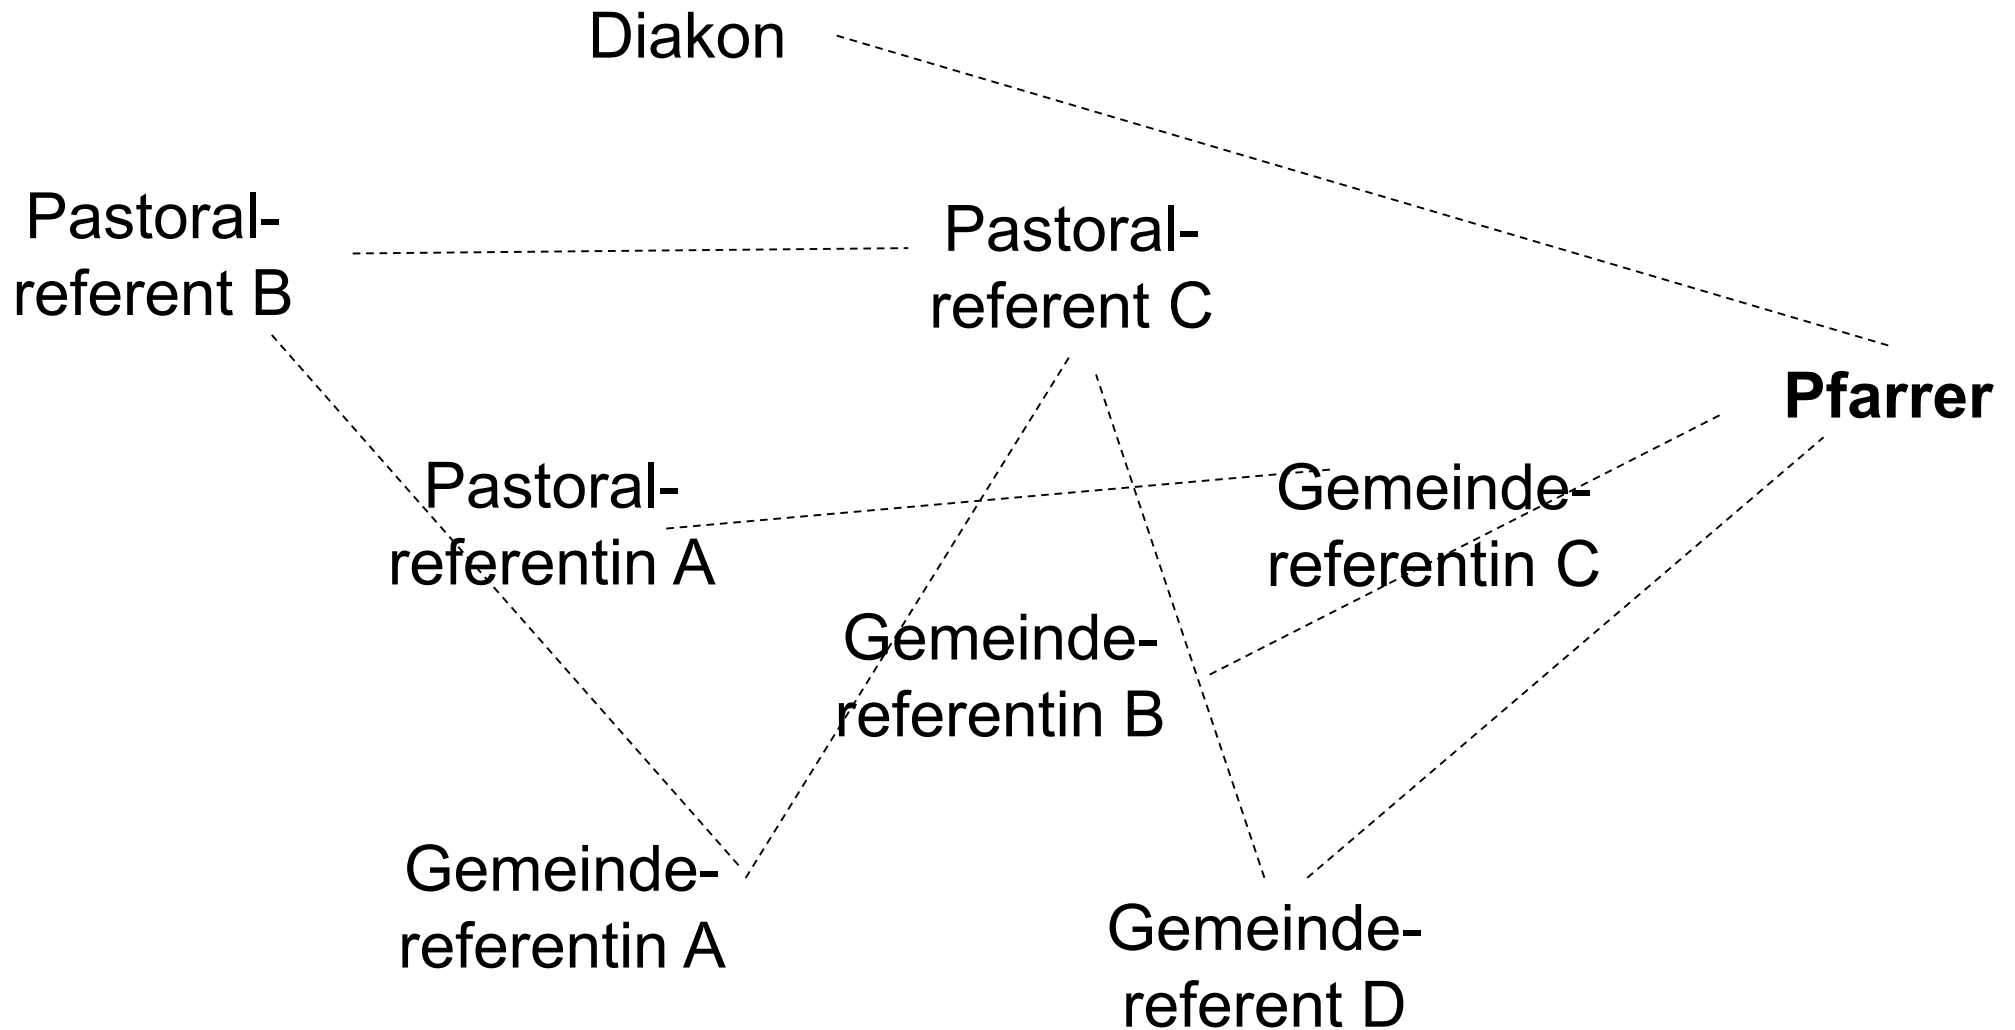 Diakon
Pastoral-
referent B
Pastoral-
referent C
Pfarrer
Pastoral-
referentin A
Gemeinde-
referentin C
Gemeinde-
referentin B
Gemeinde-
referentin A
Gemeinde-
referent D